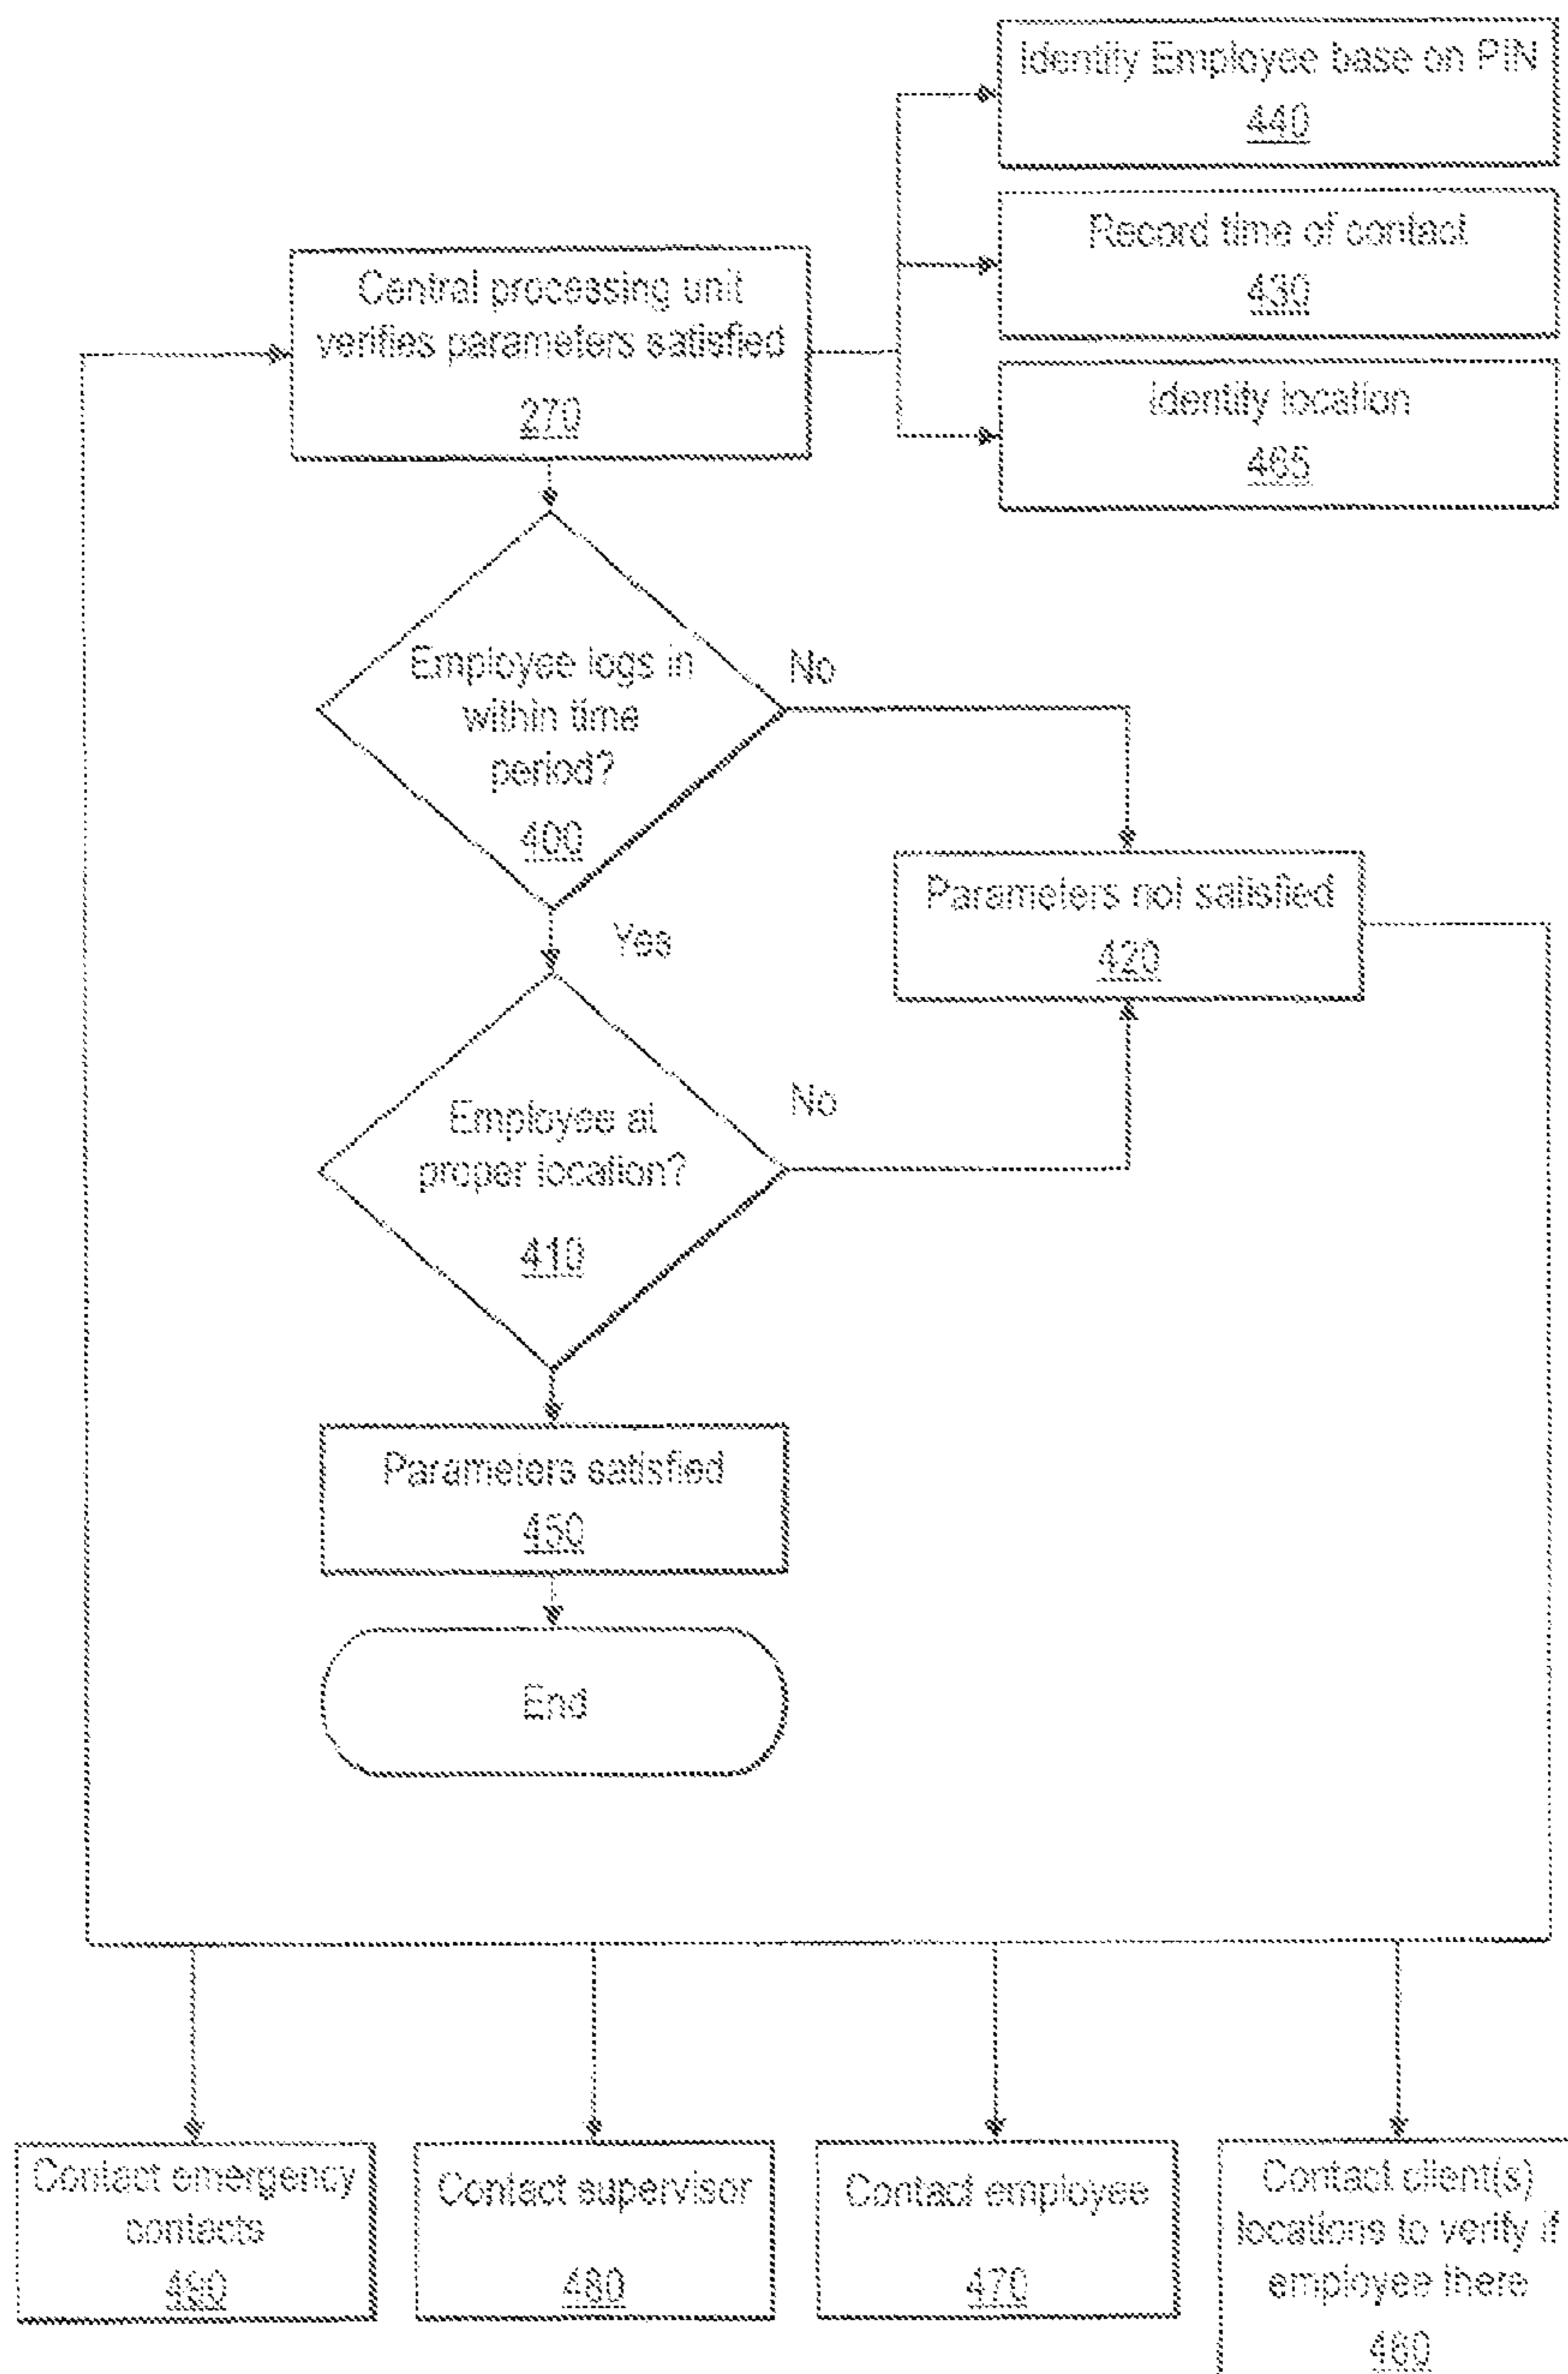 Identify Employee base on PIN
440
Record time of contact
430
Identify location
465
Central processing unit
verifies parameters satisfied
270
Employee logs in
within time
period?
400
No
Yes
Parameters not satisfied
420
Employee at
proper location?
410
No
Parameters satisfied
450
End
Contact emergency
contacts
490
Contact supervisor
480
Contact employee
470
Contact client(s)
locations to verify if
employee there
460